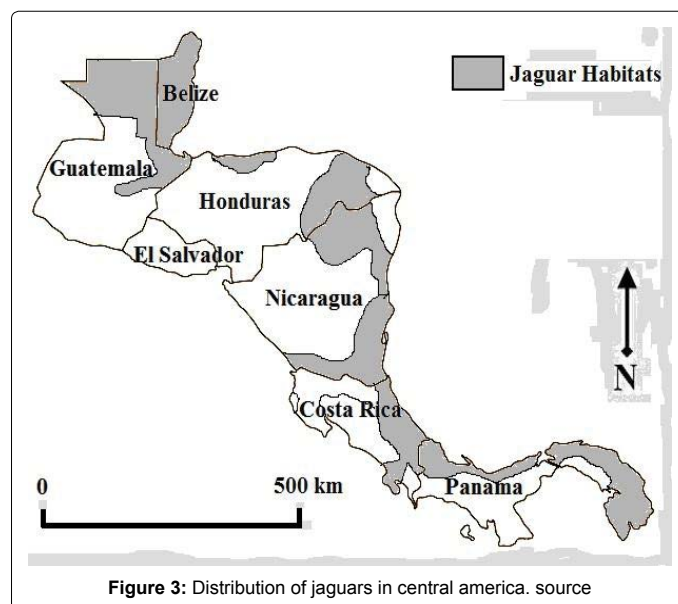 Jaguar Habitats
Belize
Guatemala
Honduras
El Salvador
Nicaragua
Costa Rica
Panama
N
0 500 km
Figure 3: Distribution of jaguars in central america. source